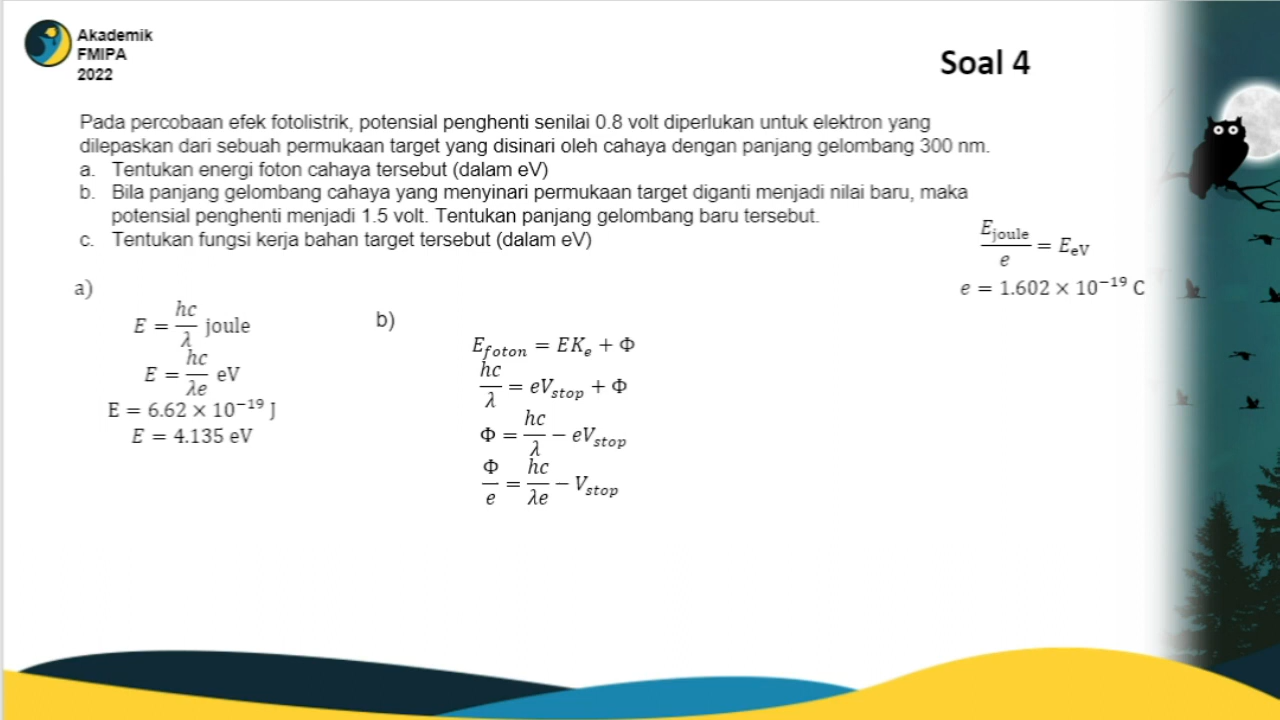 Akademik
FMIPA
2022
Soal 4
Pada percobaan efek fotolistrik, potensial penghenti senilai 0.8 volt diperlukan untuk elektron yang
dilepaskan dari sebuah permukaan target yang disinari oleh cahaya dengan panjang gelombang 300 nm.
a. Tentukan energi foton cahaya tersebut (dalam eV)
b. Bila panjang gelombang cahaya yang menyinari permukaan target diganti menjadi nilai baru, maka
potensial penghenti menjadi 1.5 volt. Tentukan panjang gelombang baru tersebut.
c. Tentukan fungsi kerja bahan target tersebut (dalam eV)
E_joule/e = E_eV
e = 1.602 × 10⁻¹⁹ C
a)
E = hc/λ joule
E = hc/λe eV
E = 6.62 × 10⁻¹⁹ J
E = 4.135 eV
b)
E_foton = EK_e + Φ
hc/λ = eV_stop + Φ
Φ = hc/λ − eV_stop
Φ/e = hc/λe − V_stop